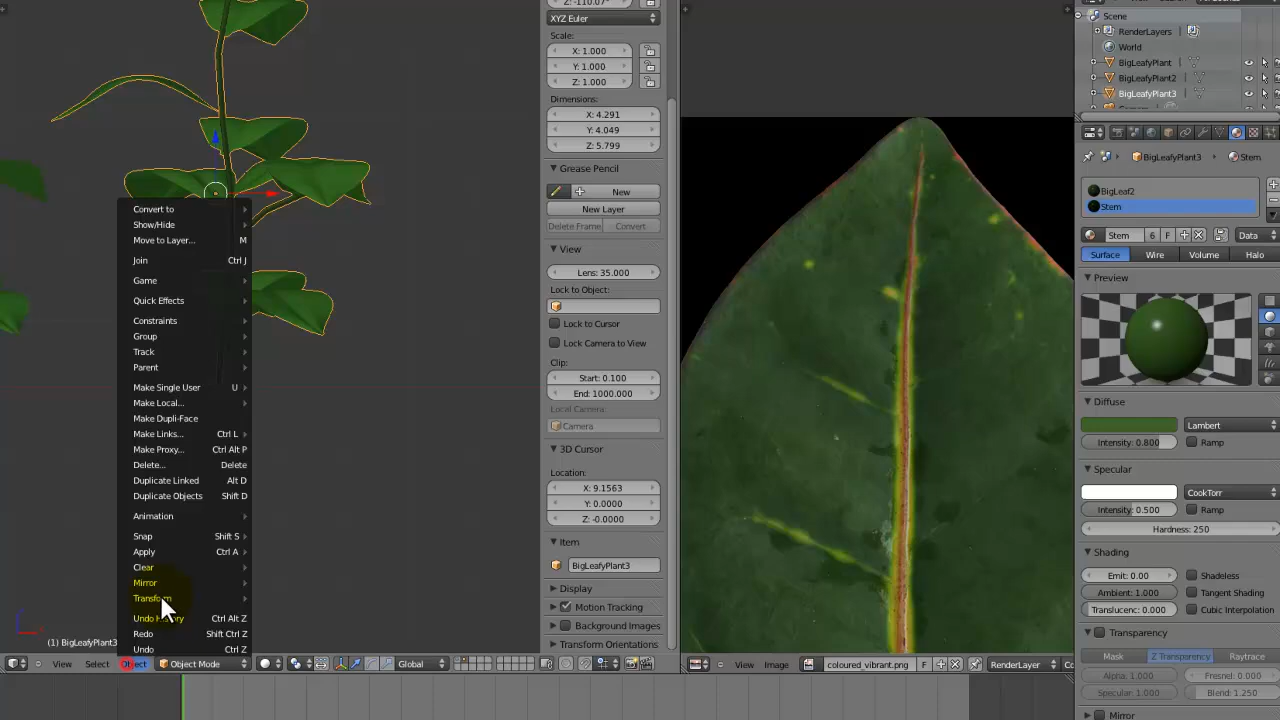 Z: -110.07°
XYZ Euler
Scale:
X: 1.000
Y: 1.000
Z: 1.000
Dimensions:
X: 4.291
Y: 4.049
Z: 5.799
Grease Pencil
New
New Layer
Delete Frame Convert
View
Lens: 35.000
Lock to Object:
Lock to Cursor
Lock Camera to View
Clip:
Start: 0.100
End: 1000.000
Local Camera:
Camera
3D Cursor
Location:
X: 9.1563
Y: 0.0000
Z: -0.0000
Item
BigLeafyPlant3
Display
Motion Tracking
Background Images
Transform Orientations
Convert to
Show/Hide
Move to Layer... M
Join Ctrl J
Game
Quick Effects
Constraints
Group
Track
Parent
Make Single User U
Make Local...
Make Dupli-Face
Make Links... Ctrl L
Make Proxy... Ctrl Alt P
Delete... Delete
Duplicate Linked Alt D
Duplicate Objects Shift D
Animation
Snap Shift S
Apply Ctrl A
Clear
Mirror
Transform
Undo History Ctrl Alt Z
Redo Shift Ctrl Z
Undo Ctrl Z
(1) BigLeafyPlant3
View Select Object Object Mode Global
View Image coloured_vibrant.png F RenderLayer
Scene
RenderLayers
World
BigLeafyPlant
BigLeafyPlant2
BigLeafyPlant3
BigLeafyPlant3 Stem
BigLeaf2
Stem
Stem 6 F Data
Surface Wire Volume Halo
Preview
Diffuse
Lambert
Intensity: 0.800 Ramp
Specular
CookTorr
Intensity: 0.500 Ramp
Hardness: 250
Shading
Emit: 0.00 Shadeless
Ambient: 1.000 Tangent Shading
Translucenc: 0.000 Cubic Interpolation
Transparency
Mask Z Transparency Raytrace
Alpha: 1.000 Fresnel: 0.000
Specular: 1.000 Blend: 1.250
Mirror